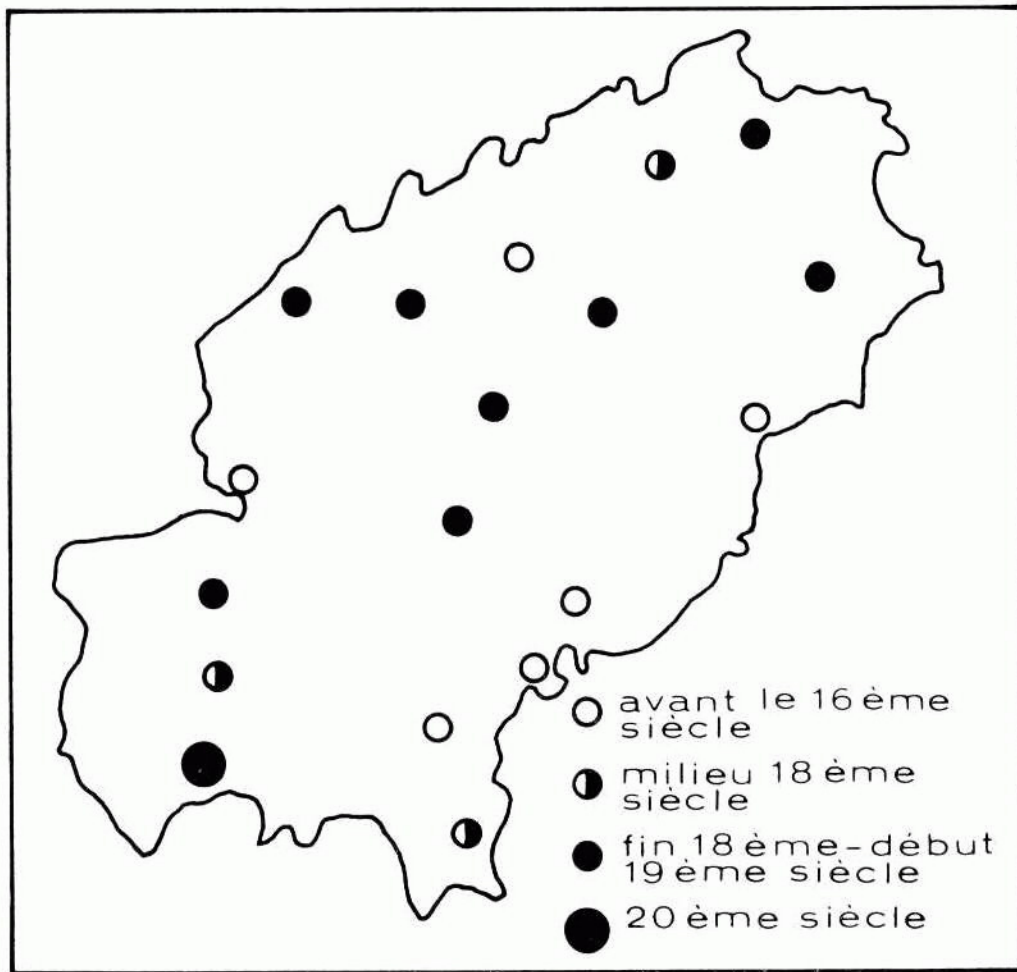 avant le 16ème
siècle
milieu 18ème
siècle
fin 18ème-début
19ème siècle
20ème siècle